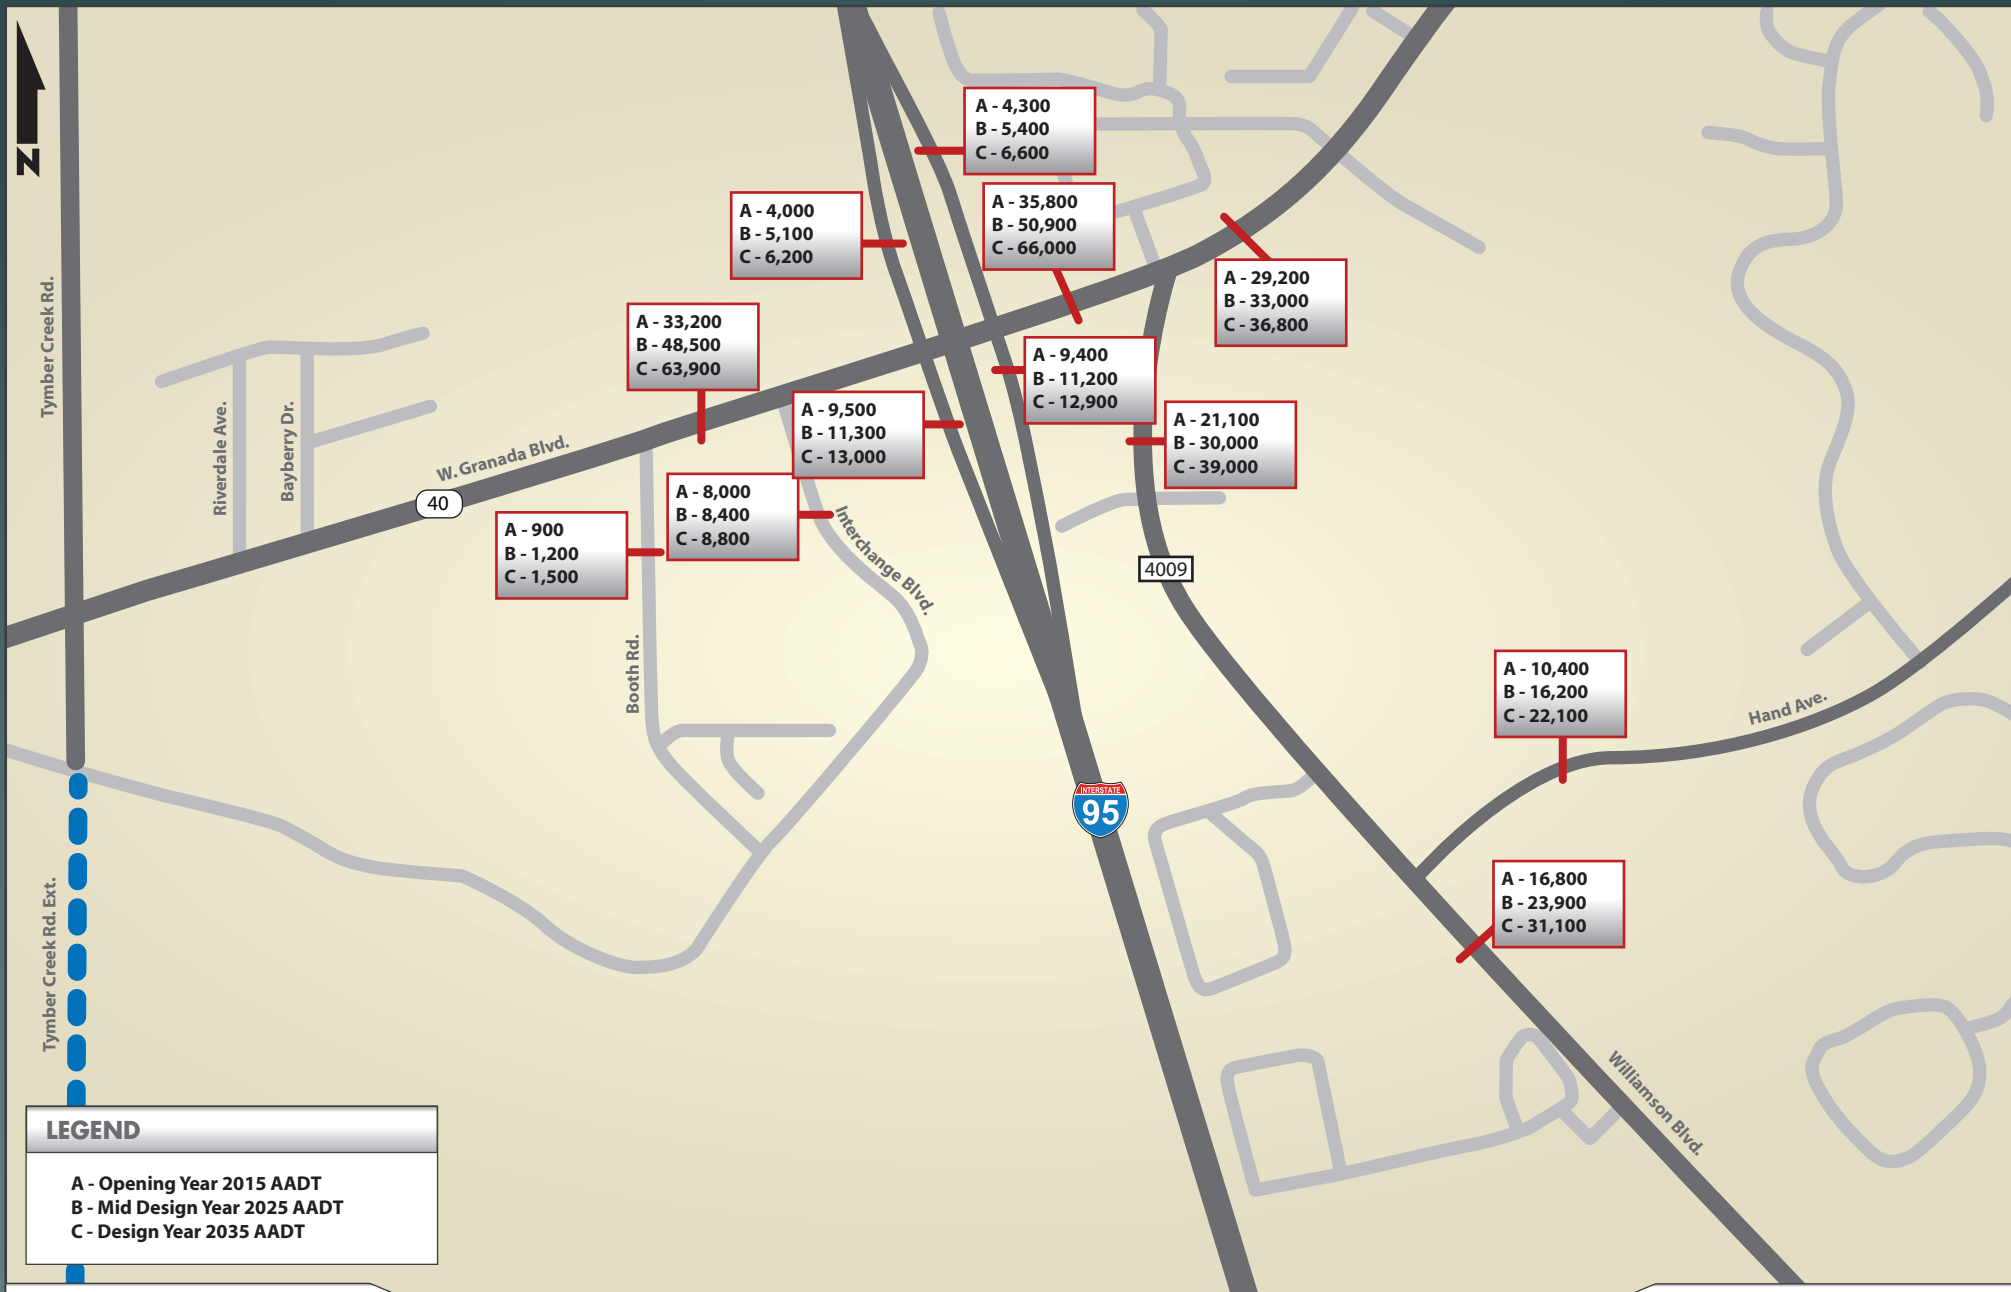 N
A - 4,300
B - 5,400
C - 6,600
A - 4,000
B - 5,100
C - 6,200
A - 35,800
B - 50,900
C - 66,000
A - 29,200
B - 33,000
C - 36,800
A - 33,200
B - 48,500
C - 63,900
A - 9,400
B - 11,200
C - 12,900
A - 9,500
B - 11,300
C - 13,000
A - 21,100
B - 30,000
C - 39,000
A - 8,000
B - 8,400
C - 8,800
A - 900
B - 1,200
C - 1,500
A - 10,400
B - 16,200
C - 22,100
A - 16,800
B - 23,900
C - 31,100
Tymber Creek Rd.
Riverdale Ave.
Bayberry Dr.
W. Granada Blvd.
40
Interchange Blvd.
Booth Rd.
4009
INTERSTATE
95
Hand Ave.
Williamson Blvd.
Tymber Creek Rd. Ext.
LEGEND
A - Opening Year 2015 AADT
B - Mid Design Year 2025 AADT
C - Design Year 2035 AADT